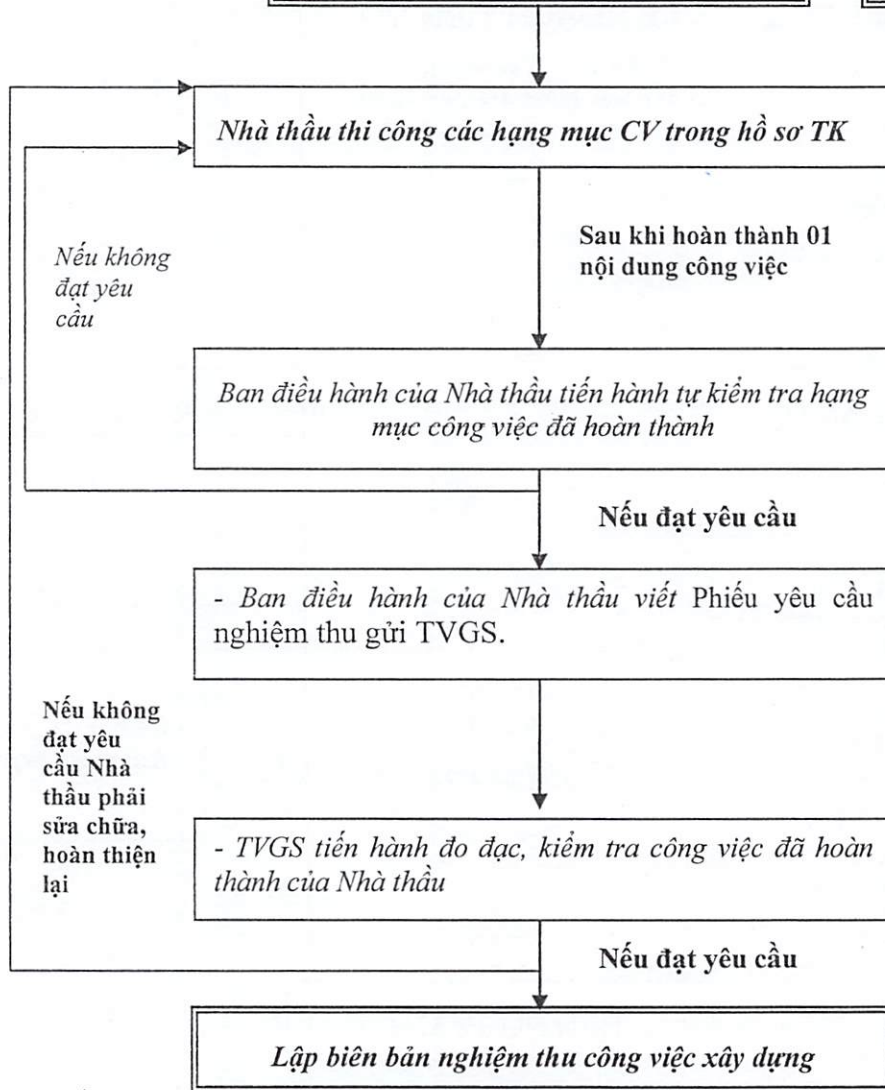 Nhà thầu thi công các hạng mục CV trong hồ sơ TK
Sau khi hoàn thành 01
nội dung công việc
Nếu không
đạt yêu
cầu
Ban điều hành của Nhà thầu tiến hành tự kiểm tra hạng
mục công việc đã hoàn thành
Nếu đạt yêu cầu
- Ban điều hành của Nhà thầu viết Phiếu yêu cầu
nghiệm thu gửi TVGS.
Nếu không
đạt yêu
cầu Nhà
thầu phải
sửa chữa,
hoàn thiện
lại
- TVGS tiến hành đo đạc, kiểm tra công việc đã hoàn
thành của Nhà thầu
Nếu đạt yêu cầu
Lập biên bản nghiệm thu công việc xây dựng